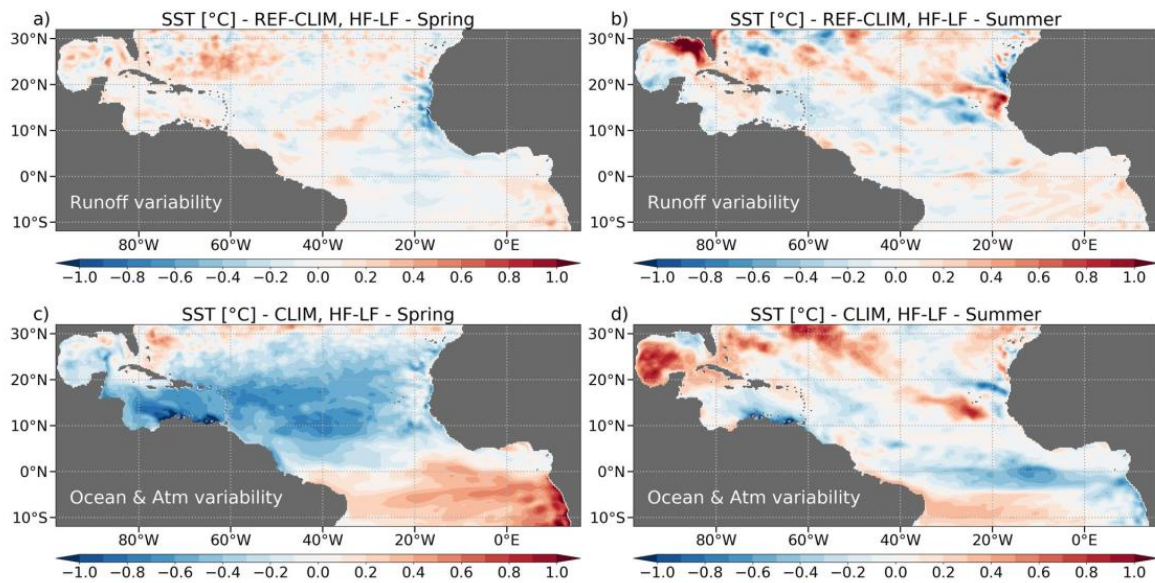 a) SST [°C] - REF-CLIM, HF-LF - Spring
30°N
20°N
10°N
0°N
10°S
Runoff variability
80°W 60°W 40°W 20°W 0°E
−1.0 −0.8 −0.6 −0.4 −0.2 0.0 0.2 0.4 0.6 0.8 1.0
b) SST [°C] - REF-CLIM, HF-LF - Summer
30°N
20°N
10°N
0°N
10°S
Runoff variability
80°W 60°W 40°W 20°W 0°E
−1.0 −0.8 −0.6 −0.4 −0.2 0.0 0.2 0.4 0.6 0.8 1.0
c) SST [°C] - CLIM, HF-LF - Spring
30°N
20°N
10°N
0°N
10°S
Ocean & Atm variability
80°W 60°W 40°W 20°W 0°E
−1.0 −0.8 −0.6 −0.4 −0.2 0.0 0.2 0.4 0.6 0.8 1.0
d) SST [°C] - CLIM, HF-LF - Summer
30°N
20°N
10°N
0°N
10°S
Ocean & Atm variability
80°W 60°W 40°W 20°W 0°E
−1.0 −0.8 −0.6 −0.4 −0.2 0.0 0.2 0.4 0.6 0.8 1.0